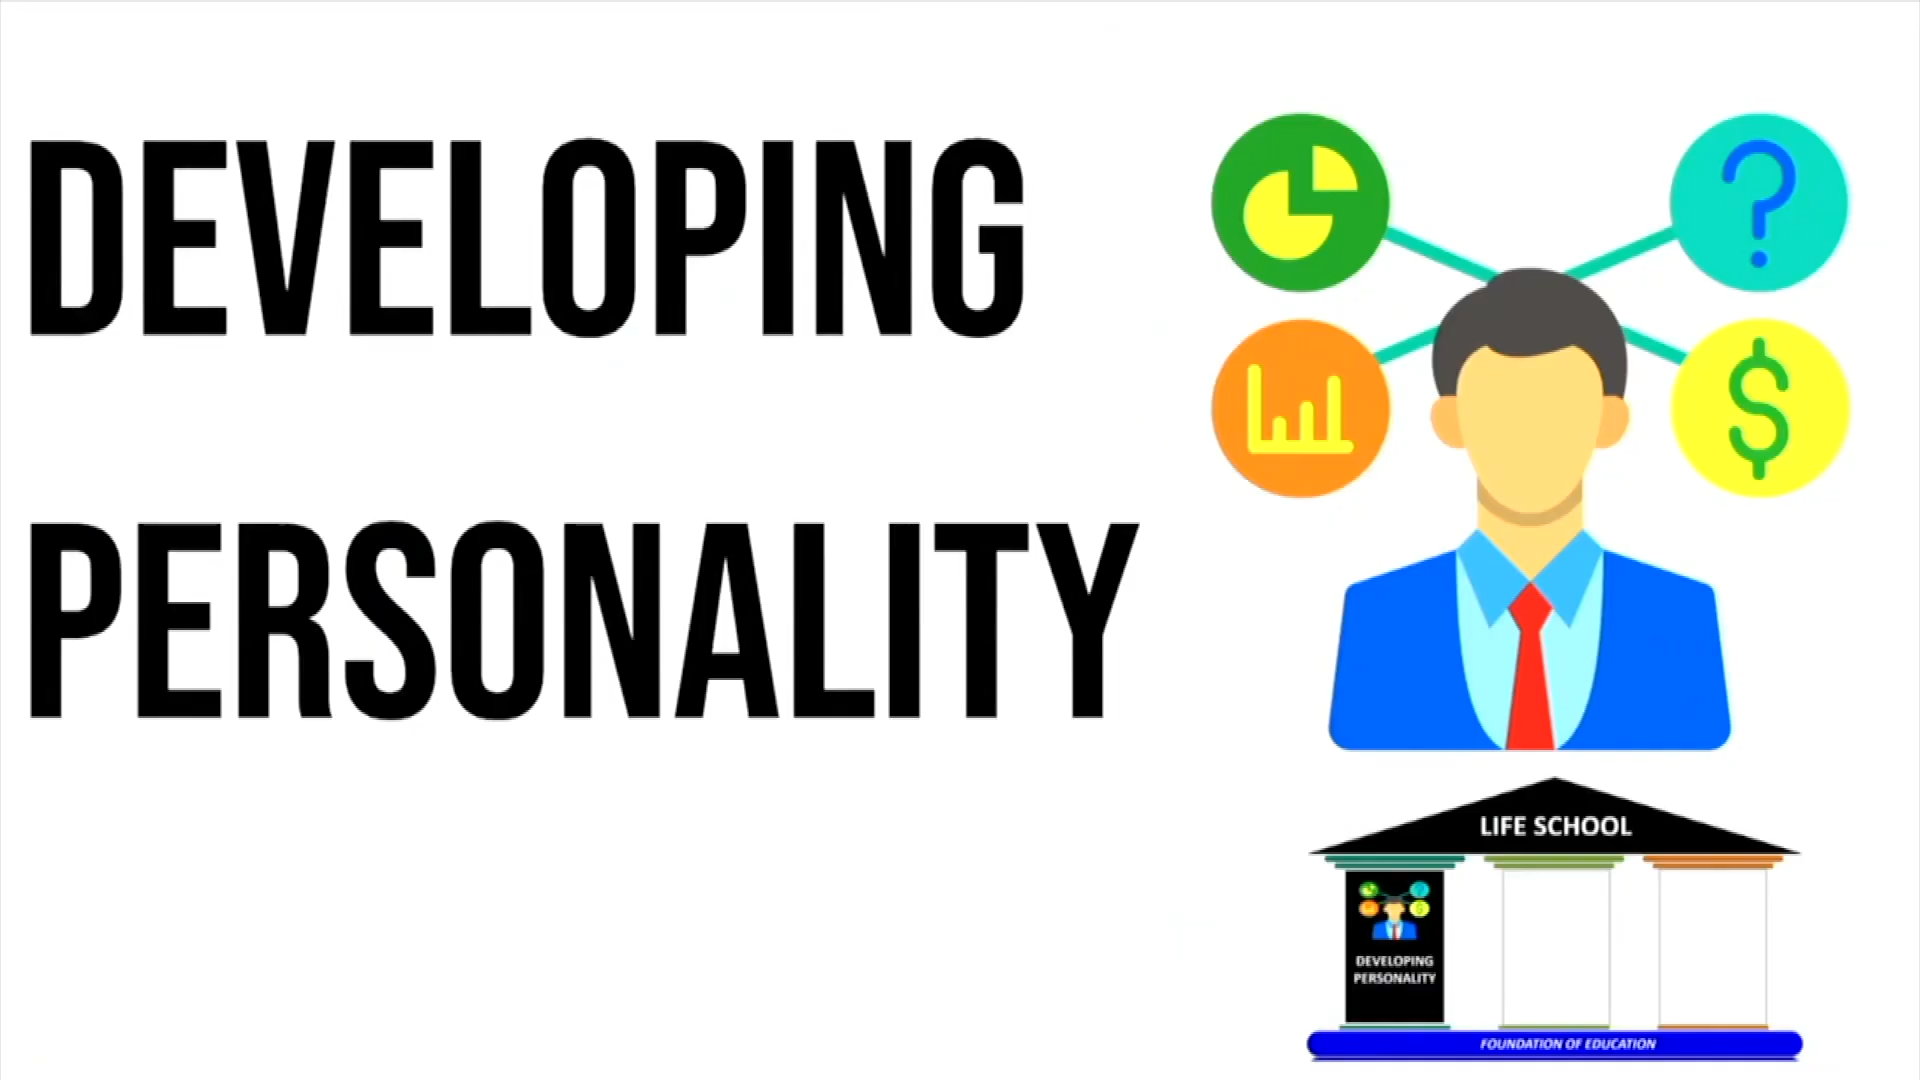 DEVELOPING
PERSONALITY
LIFE SCHOOL
DEVELOPING
PERSONALITY
FOUNDATION OF EDUCATION